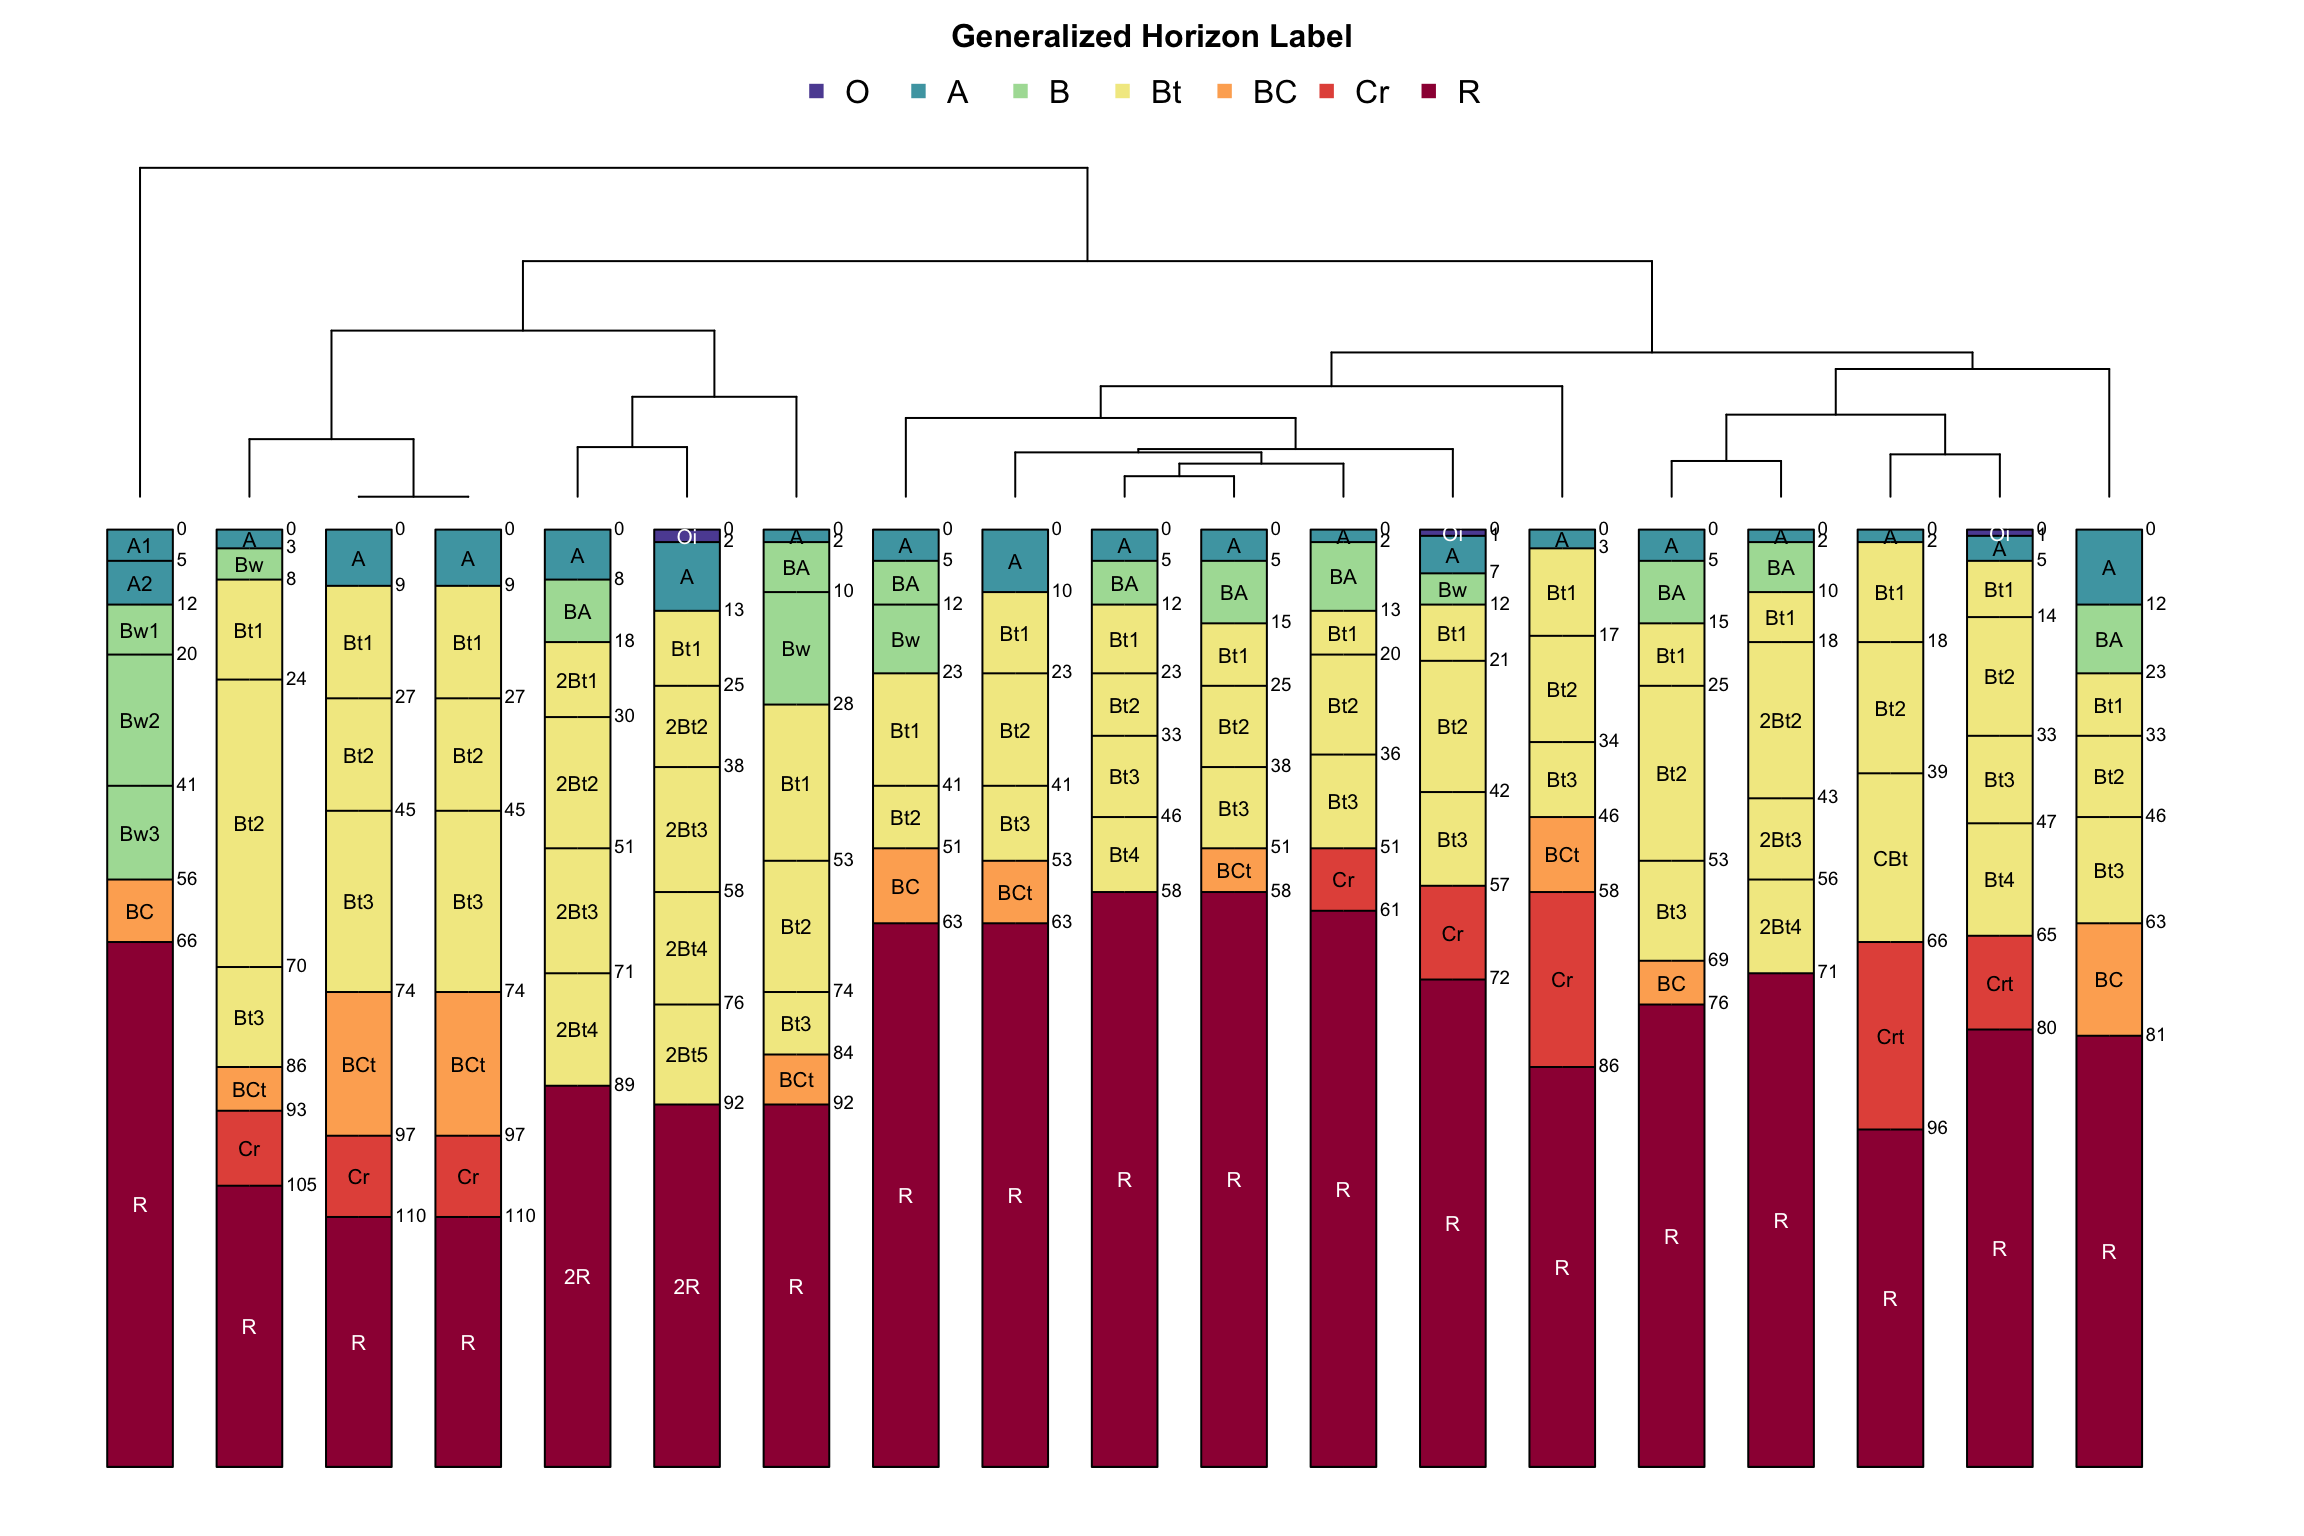 Generalized Horizon Label
O A B Bt BC Cr R
0 A1 5 A2 12 Bw1 20 Bw2 41 Bw3 56 BC 66 R
0 A 3 Bw 8 Bt1 24 Bt2 70 Bt3 86 BCt 93 Cr 105 R
0 A 9 Bt1 27 Bt2 45 Bt3 74 BCt 97 Cr 110 R
0 A 9 Bt1 27 Bt2 45 Bt3 74 BCt 97 Cr 110 R
0 A 8 BA 18 2Bt1 30 2Bt2 51 2Bt3 71 2Bt4 89 2R
0 Oi 2 A 13 Bt1 25 2Bt2 38 2Bt3 58 2Bt4 76 2Bt5 92 2R
0 A 2 BA 10 Bw 28 Bt1 53 Bt2 74 Bt3 84 BCt 92 R
0 A 5 BA 12 Bw 23 Bt1 41 Bt2 51 BC 63 R
0 A 10 Bt1 23 Bt2 41 Bt3 53 BCt 63 R
0 A 5 BA 12 Bt1 23 Bt2 33 Bt3 46 Bt4 58 R
0 A 5 BA 15 Bt1 25 Bt2 38 Bt3 51 BCt 58 R
0 A 2 BA 13 Bt1 20 Bt2 36 Bt3 51 Cr 61 R
0 Oi 1 A 7 Bw 12 Bt1 21 Bt2 42 Bt3 57 Cr 72 R
0 A 3 Bt1 17 Bt2 34 Bt3 46 BCt 58 Cr 86 R
0 A 5 BA 15 Bt1 25 Bt2 53 Bt3 69 BC 76 R
0 A 2 BA 10 Bt1 18 2Bt2 43 2Bt3 56 2Bt4 71 R
0 A 2 Bt1 18 Bt2 39 CBt 66 Crt 96 R
0 Oi 1 A 5 Bt1 14 Bt2 33 Bt3 47 Bt4 65 Crt 80 R
0 A 12 BA 23 Bt1 33 Bt2 46 Bt3 63 BC 81 R